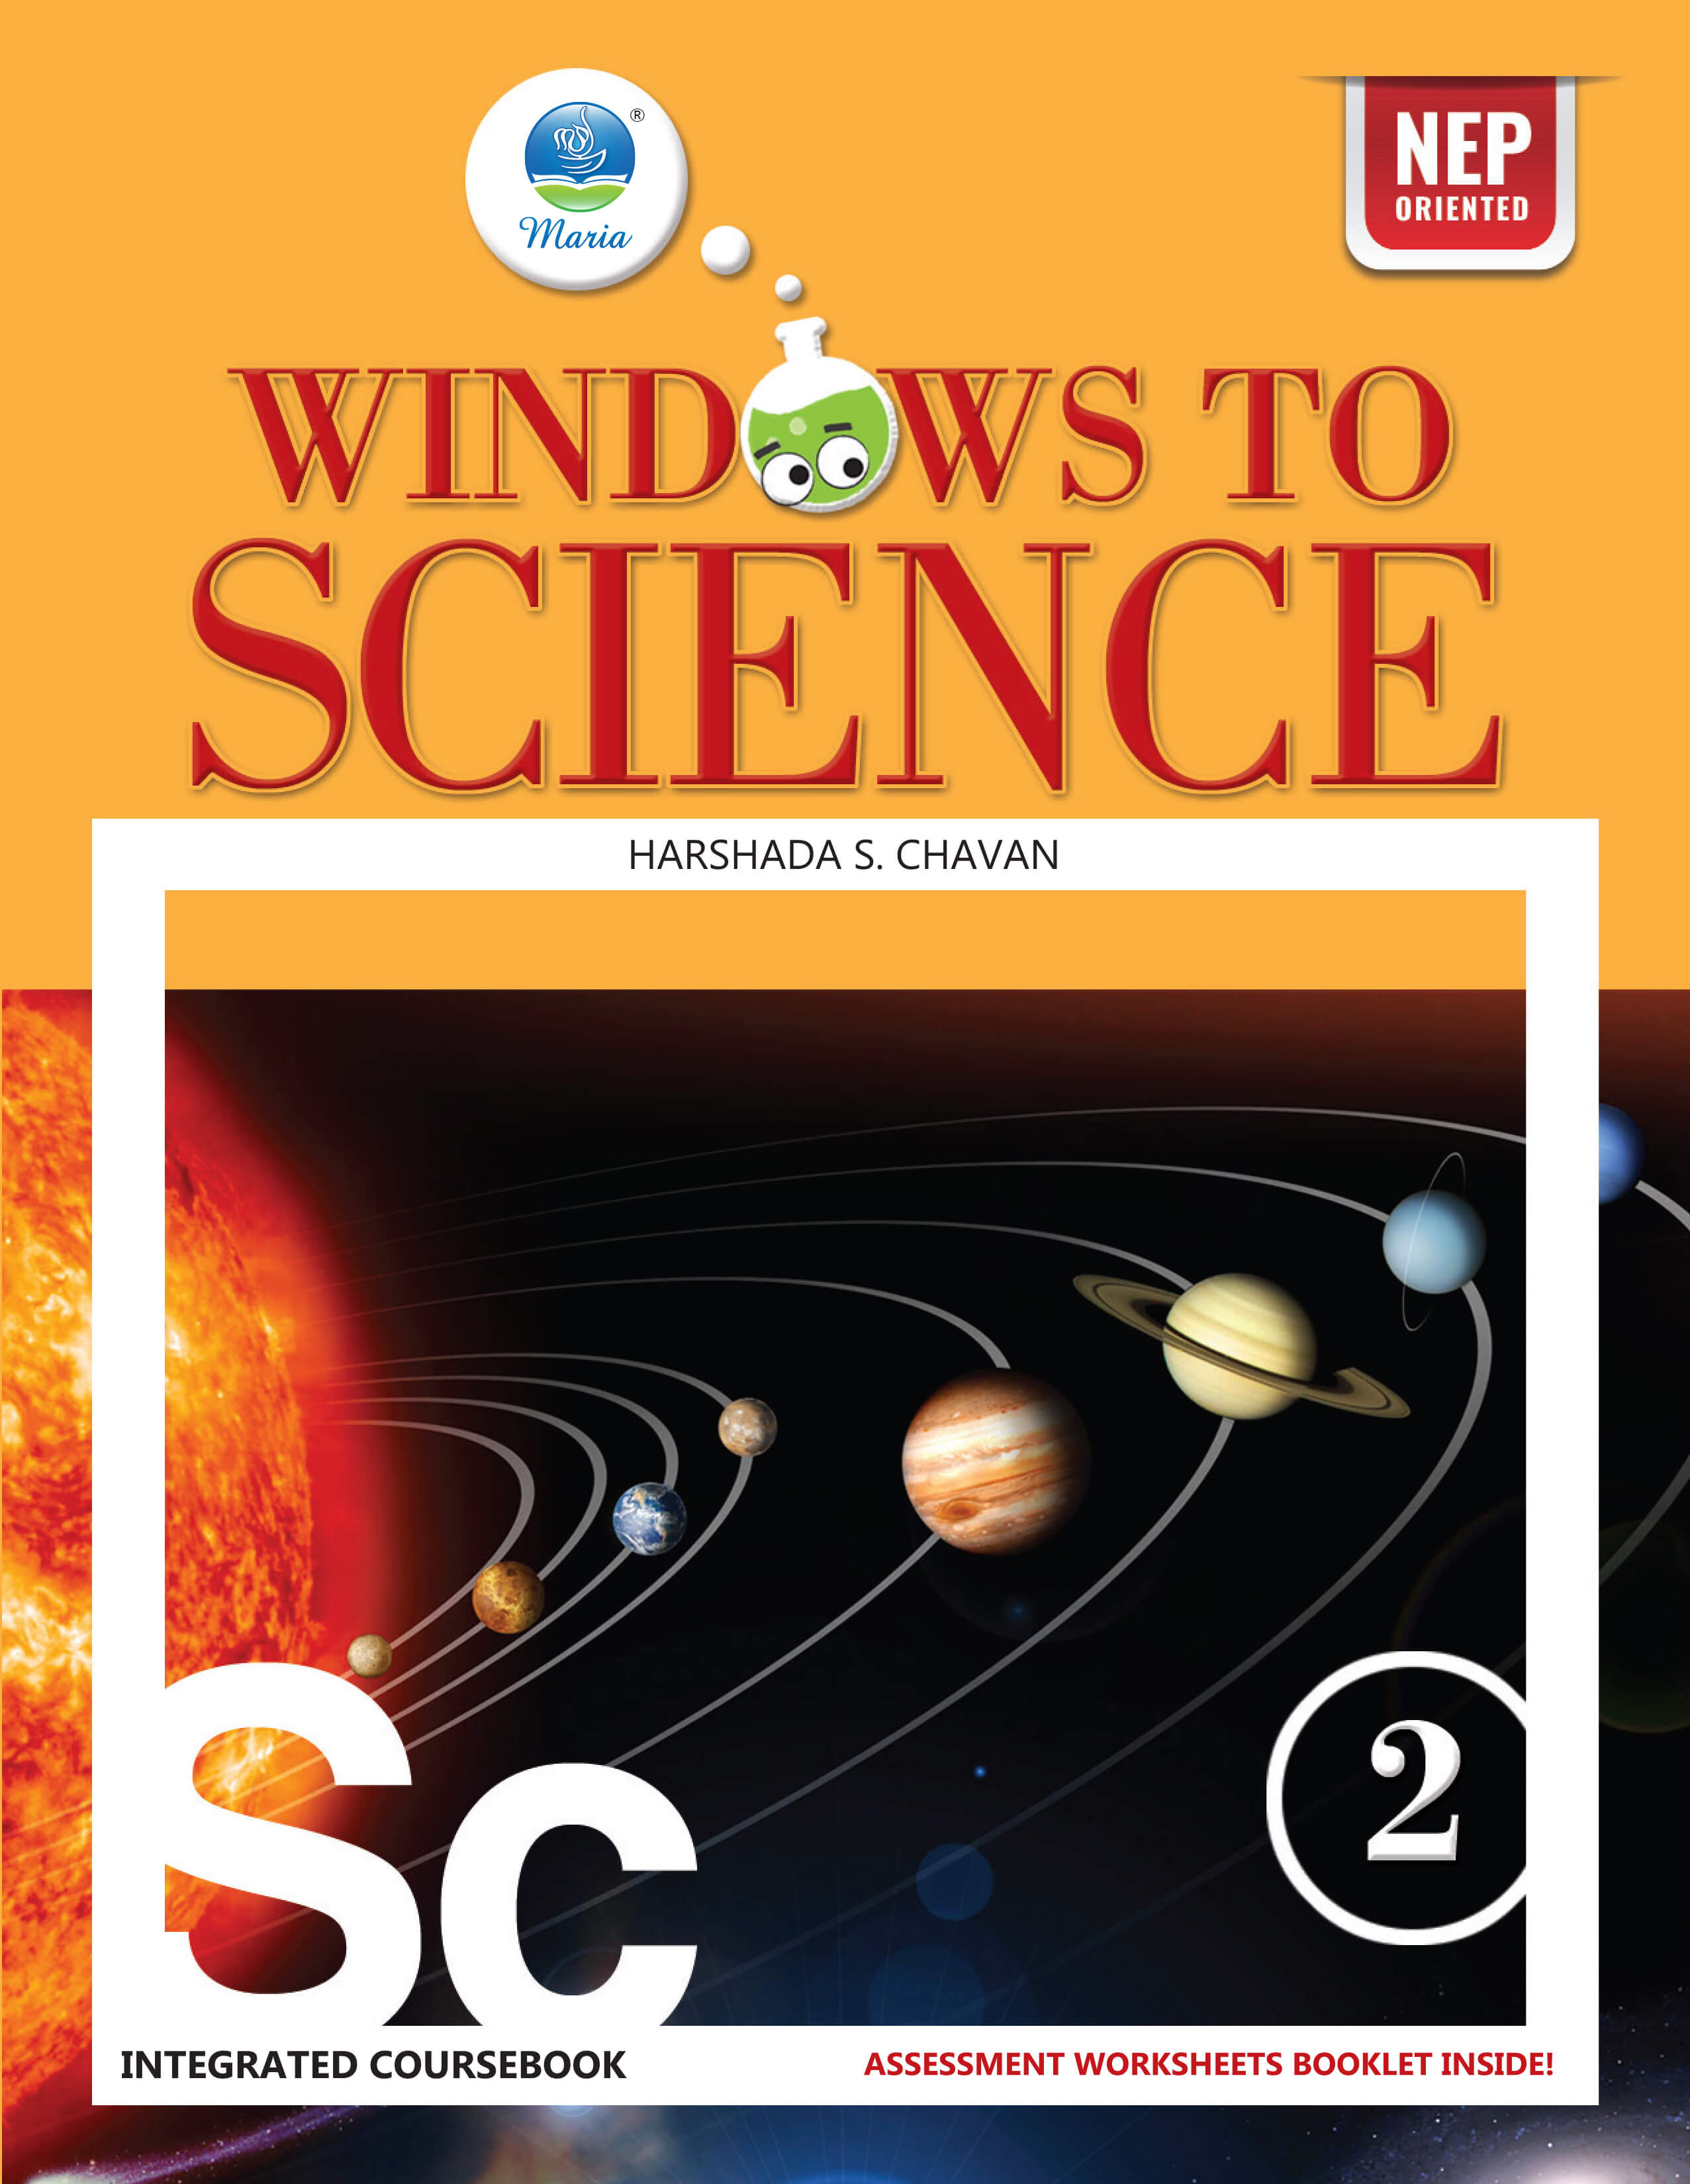 ®
Maria
NEP
ORIENTED
WINDOWS TO
SCIENCE
HARSHADA S. CHAVAN
Sc
2
INTEGRATED COURSEBOOK
ASSESSMENT WORKSHEETS BOOKLET INSIDE!